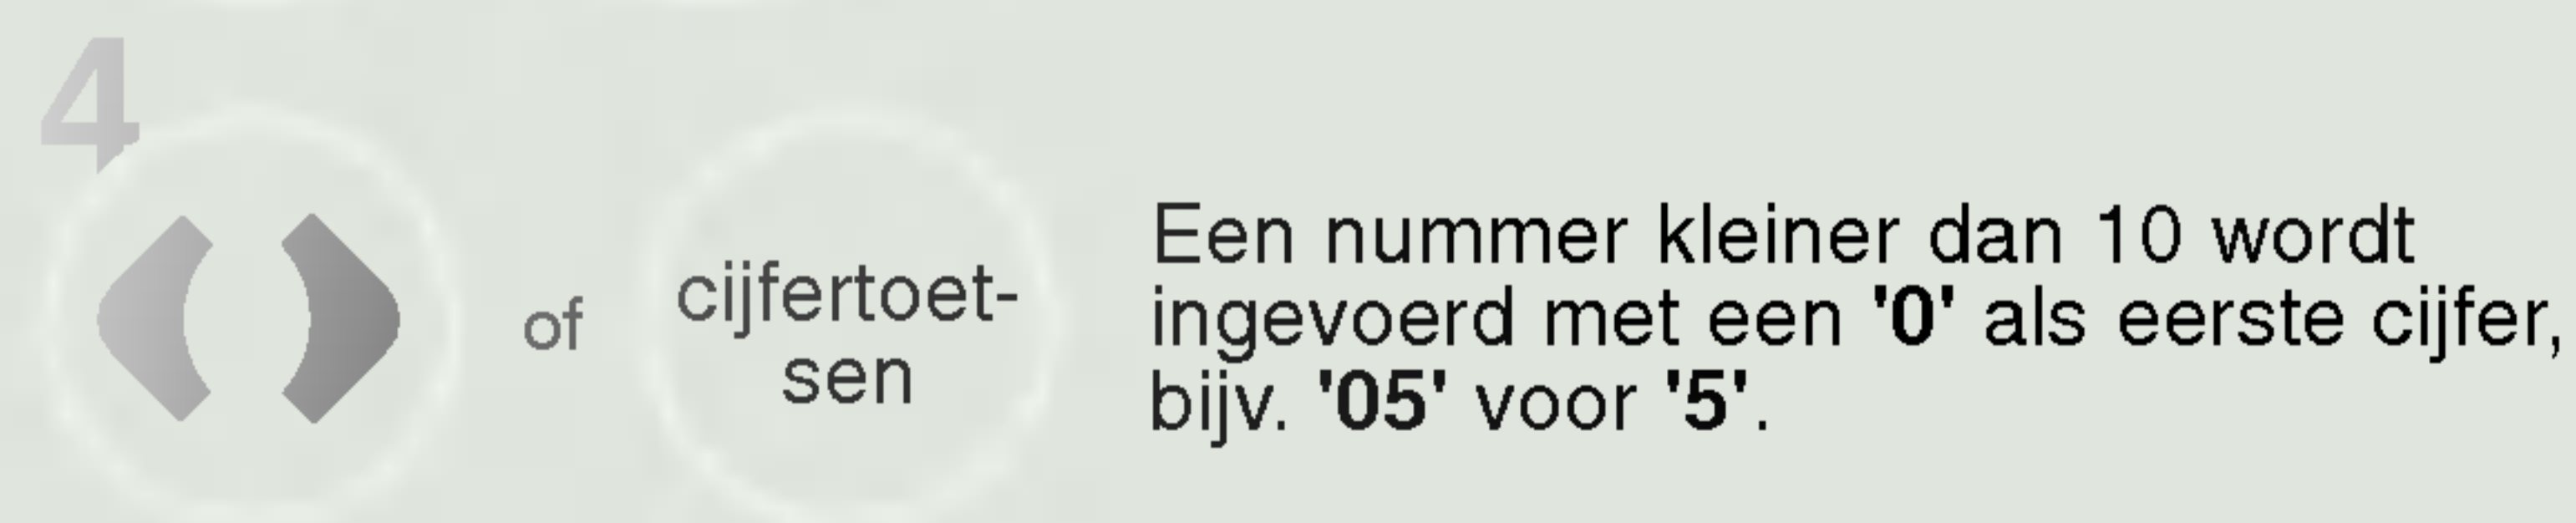 4
of
cijfertoet-
sen
Een nummer kleiner dan 10 wordt
ingevoerd met een '0' als eerste cijfer,
bijv. '05' voor '5'.